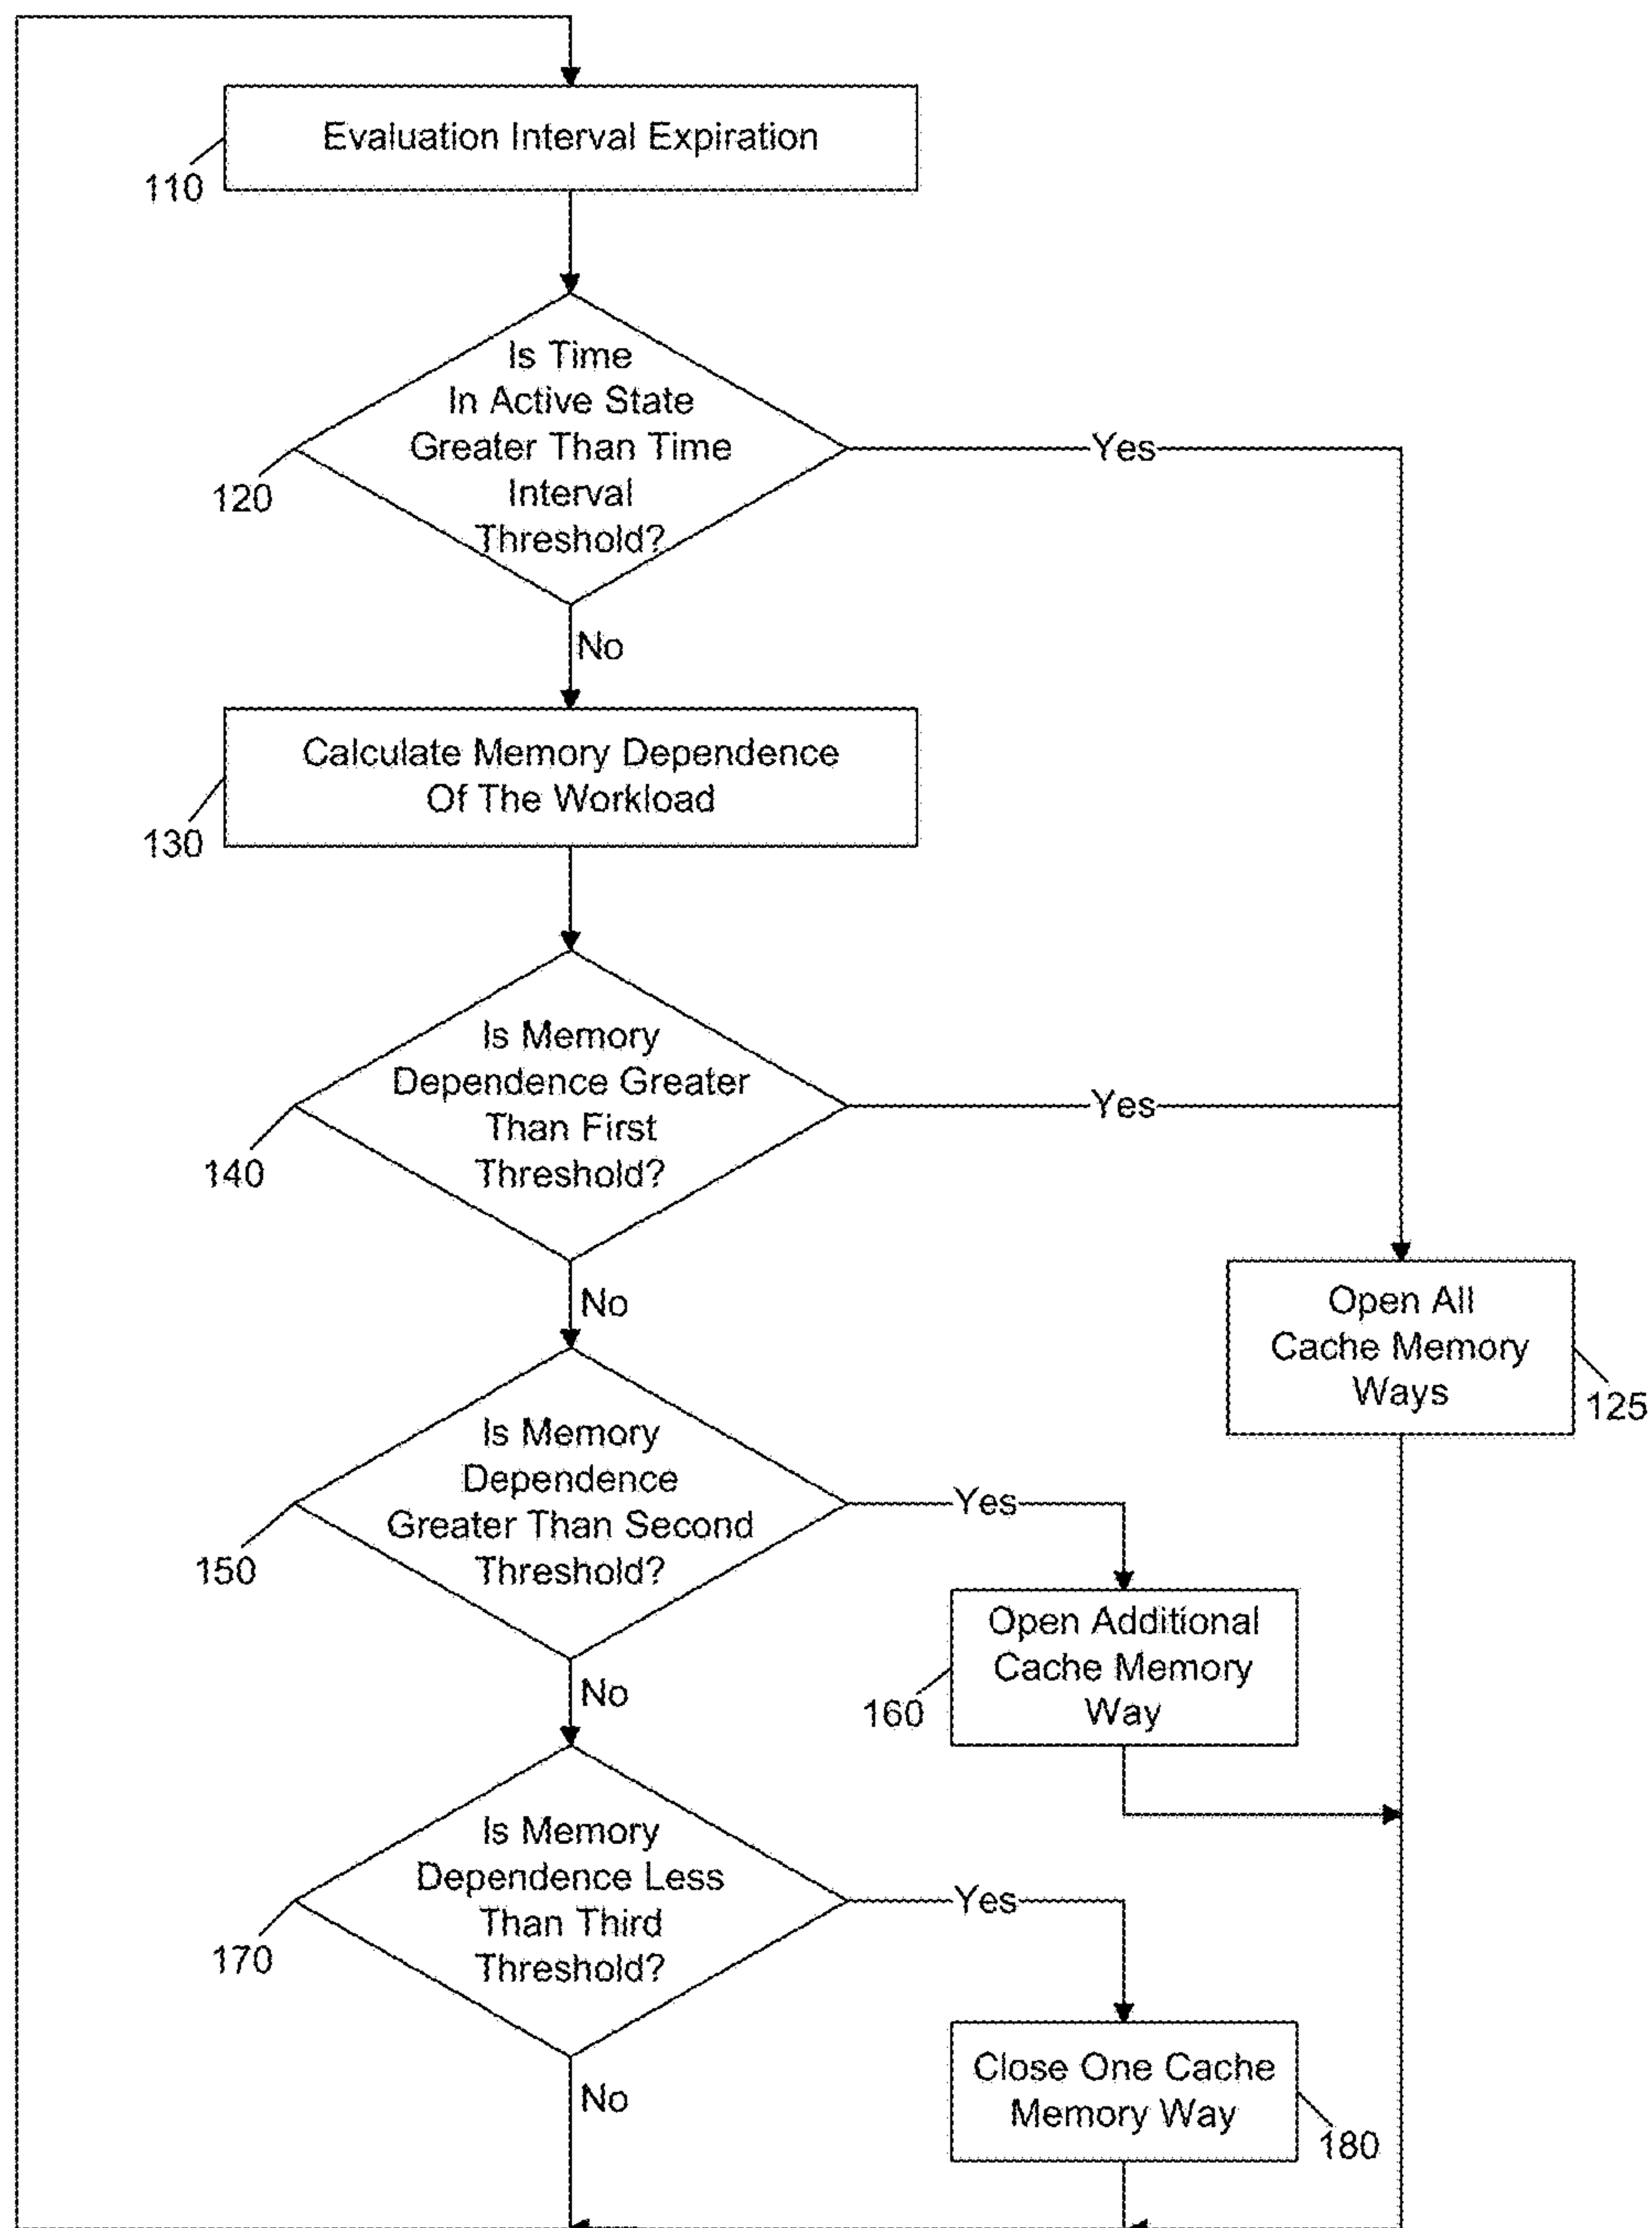 Evaluation Interval Expiration
110
Is Time
In Active State
Greater Than Time
Interval
Threshold?
Yes
120
No
Calculate Memory Dependence
Of The Workload
130
Is Memory
Dependence Greater
Than First
Threshold?
Yes
140
No
Open All
Cache Memory
Ways
125
Is Memory
Dependence
Greater Than Second
Threshold?
Yes
150
No
Open Additional
Cache Memory
Way
160
Is Memory
Dependence Less
Than Third
Threshold?
Yes
170
No
Close One Cache
Memory Way
180